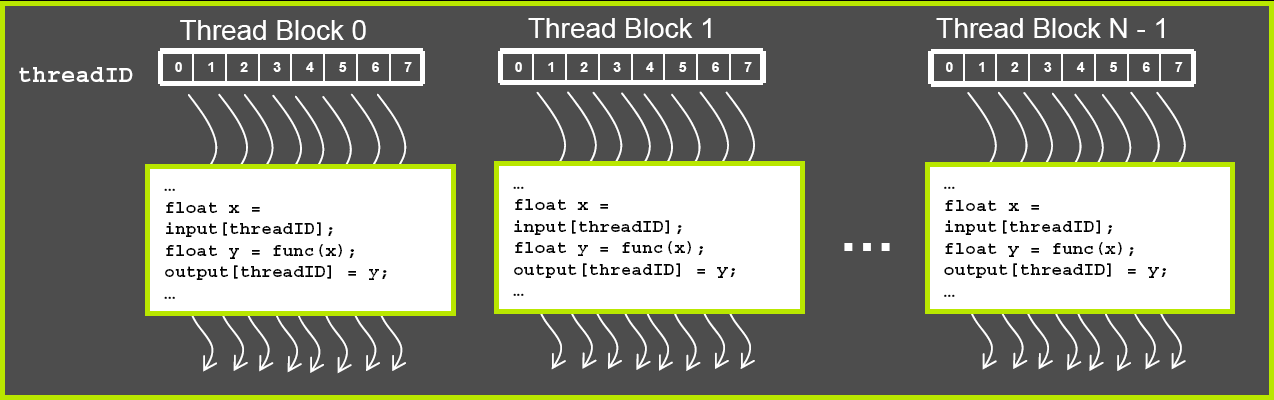 Thread Block 0
Thread Block 1
Thread Block N - 1
threadID
0 1 2 3 4 5 6 7
0 1 2 3 4 5 6 7
0 1 2 3 4 5 6 7
…
float x =
input[threadID];
float y = func(x);
output[threadID] = y;
…
…
float x =
input[threadID];
float y = func(x);
output[threadID] = y;
…
...
…
float x =
input[threadID];
float y = func(x);
output[threadID] = y;
…